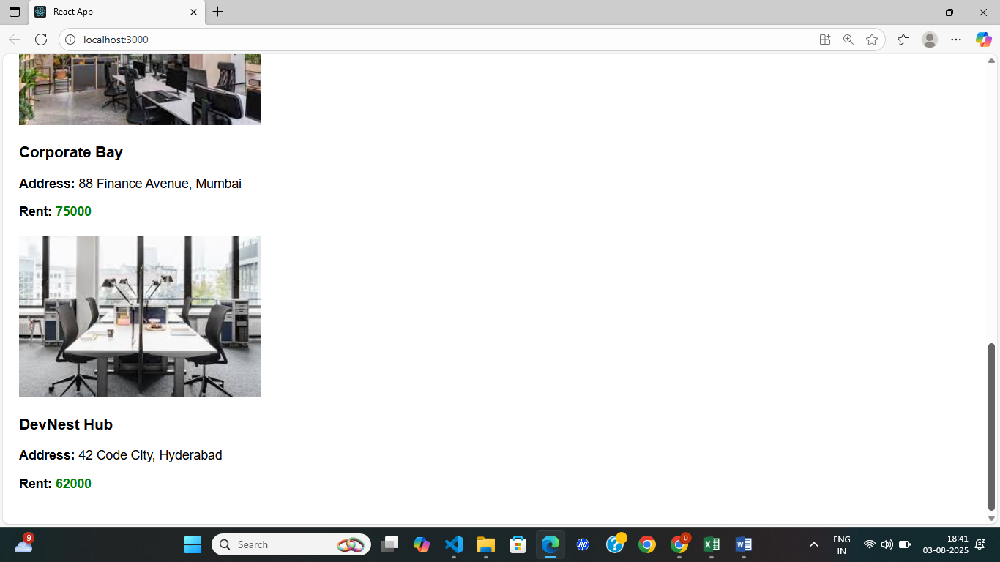 React App
localhost:3000
Corporate Bay
Address: 88 Finance Avenue, Mumbai
Rent: 75000
DevNest Hub
Address: 42 Code City, Hyderabad
Rent: 62000
9
Search
hp
?
D
X
W
ENG
IN
18:41
03-08-2025